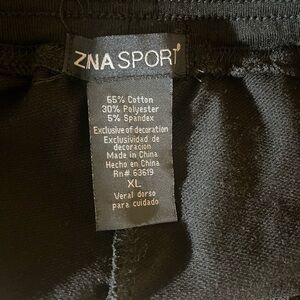 ZNA SPORT
65% Cotton
30% Polyester
5% Spandex
Exclusive of decoration
Exclusividad de
decoración
Made in China
Hecho en China
Rn# 63619
XL
Veral dorso
para cuidado